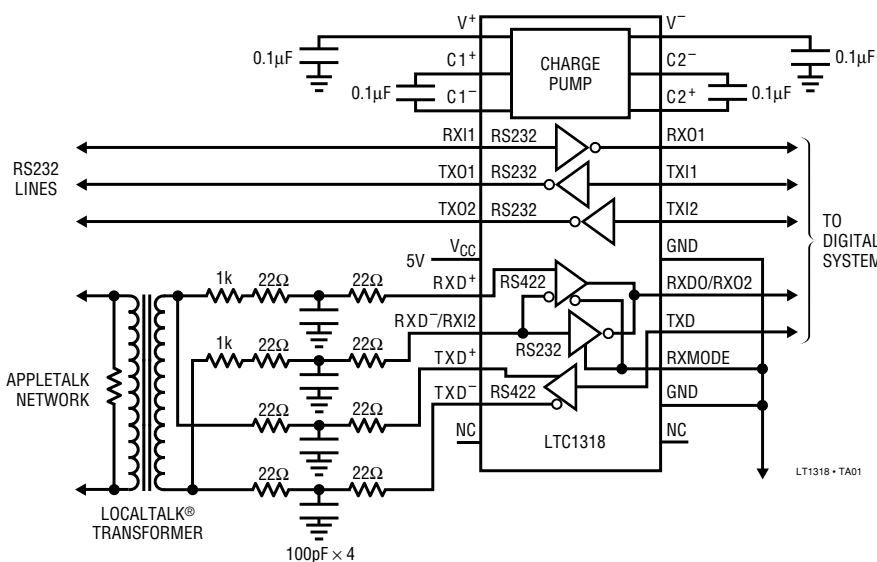 V+
V−
0.1µF
C1+
CHARGE
PUMP
C2−
0.1µF
0.1µF
C1−
C2+
0.1µF
RXI1
RS232
RXO1
RS232
LINES
TXO1
RS232
TXI1
TXO2
RS232
TXI2
TO
DIGITAL
SYSTEM
VCC
5V
GND
1k
22Ω
22Ω
RXD+
RS422
RXDO/RXO2
1k
22Ω
22Ω
RXD−/RXI2
RS232
TXD
APPLETALK
NETWORK
TXD+
RXMODE
22Ω
22Ω
TXD−
RS422
GND
NC
LTC1318
NC
22Ω
22Ω
LOCALTALK®
TRANSFORMER
100pF × 4
LT1318 • TA01